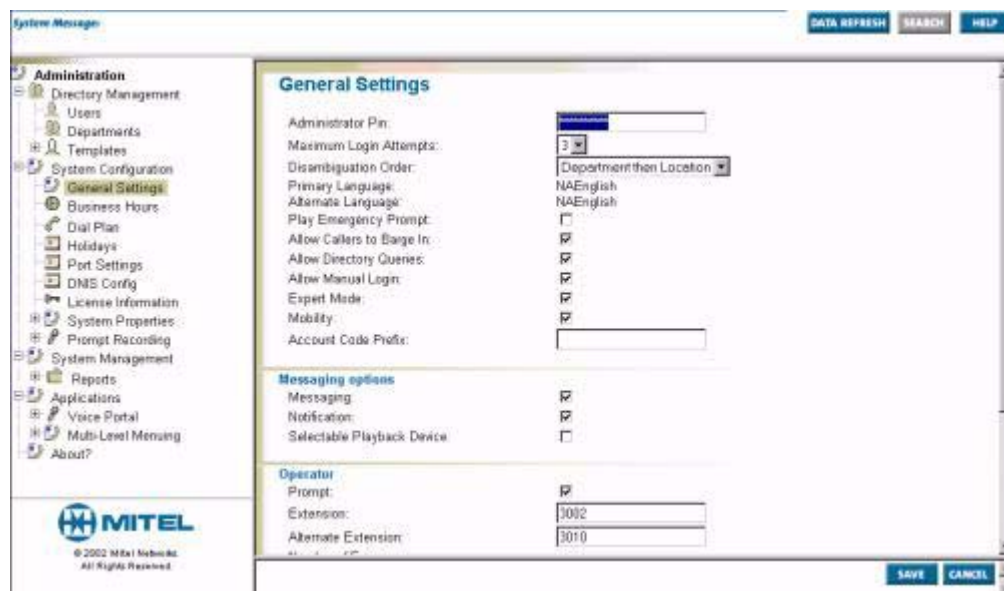 System Messages
DATA REFRESH
SEARCH
HELP
Administration
Directory Management
Users
Departments
Templates
System Configuration
General Settings
Business Hours
Dial Plan
Holidays
Port Settings
DNIS Config
License Information
System Properties
Prompt Recording
System Management
Reports
Applications
Voice Portal
Multi-Level Menuing
About?
MITEL
© 2002 Mitel Networks
All Rights Reserved
General Settings
Administrator Pin:
Maximum Login Attempts: 3
Disambiguation Order: Department then Location
Primary Language: NAEnglish
Alternate Language: NAEnglish
Play Emergency Prompt:
Allow Callers to Barge In:
Allow Directory Queries:
Allow Manual Login:
Expert Mode:
Mobility:
Account Code Prefix:
Messaging options
Messaging:
Notification:
Selectable Playback Device:
Operator
Prompt:
Extension: 3002
Alternate Extension: 3010
SAVE
CANCEL